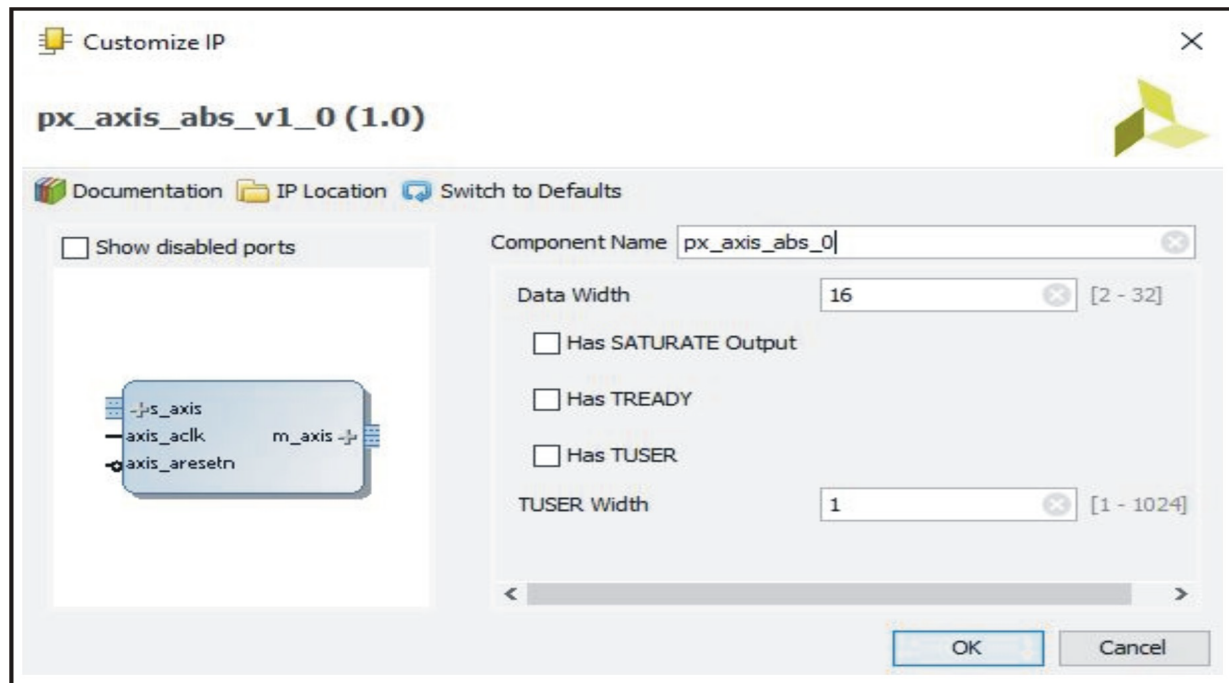 Customize IP
px_axis_abs_v1_0 (1.0)
Documentation IP Location Switch to Defaults
Show disabled ports
s_axis
axis_aclk m_axis
axis_aresetn
Component Name px_axis_abs_0
Data Width 16 [2 - 32]
Has SATURATE Output
Has TREADY
Has TUSER
TUSER Width 1 [1 - 1024]
OK Cancel